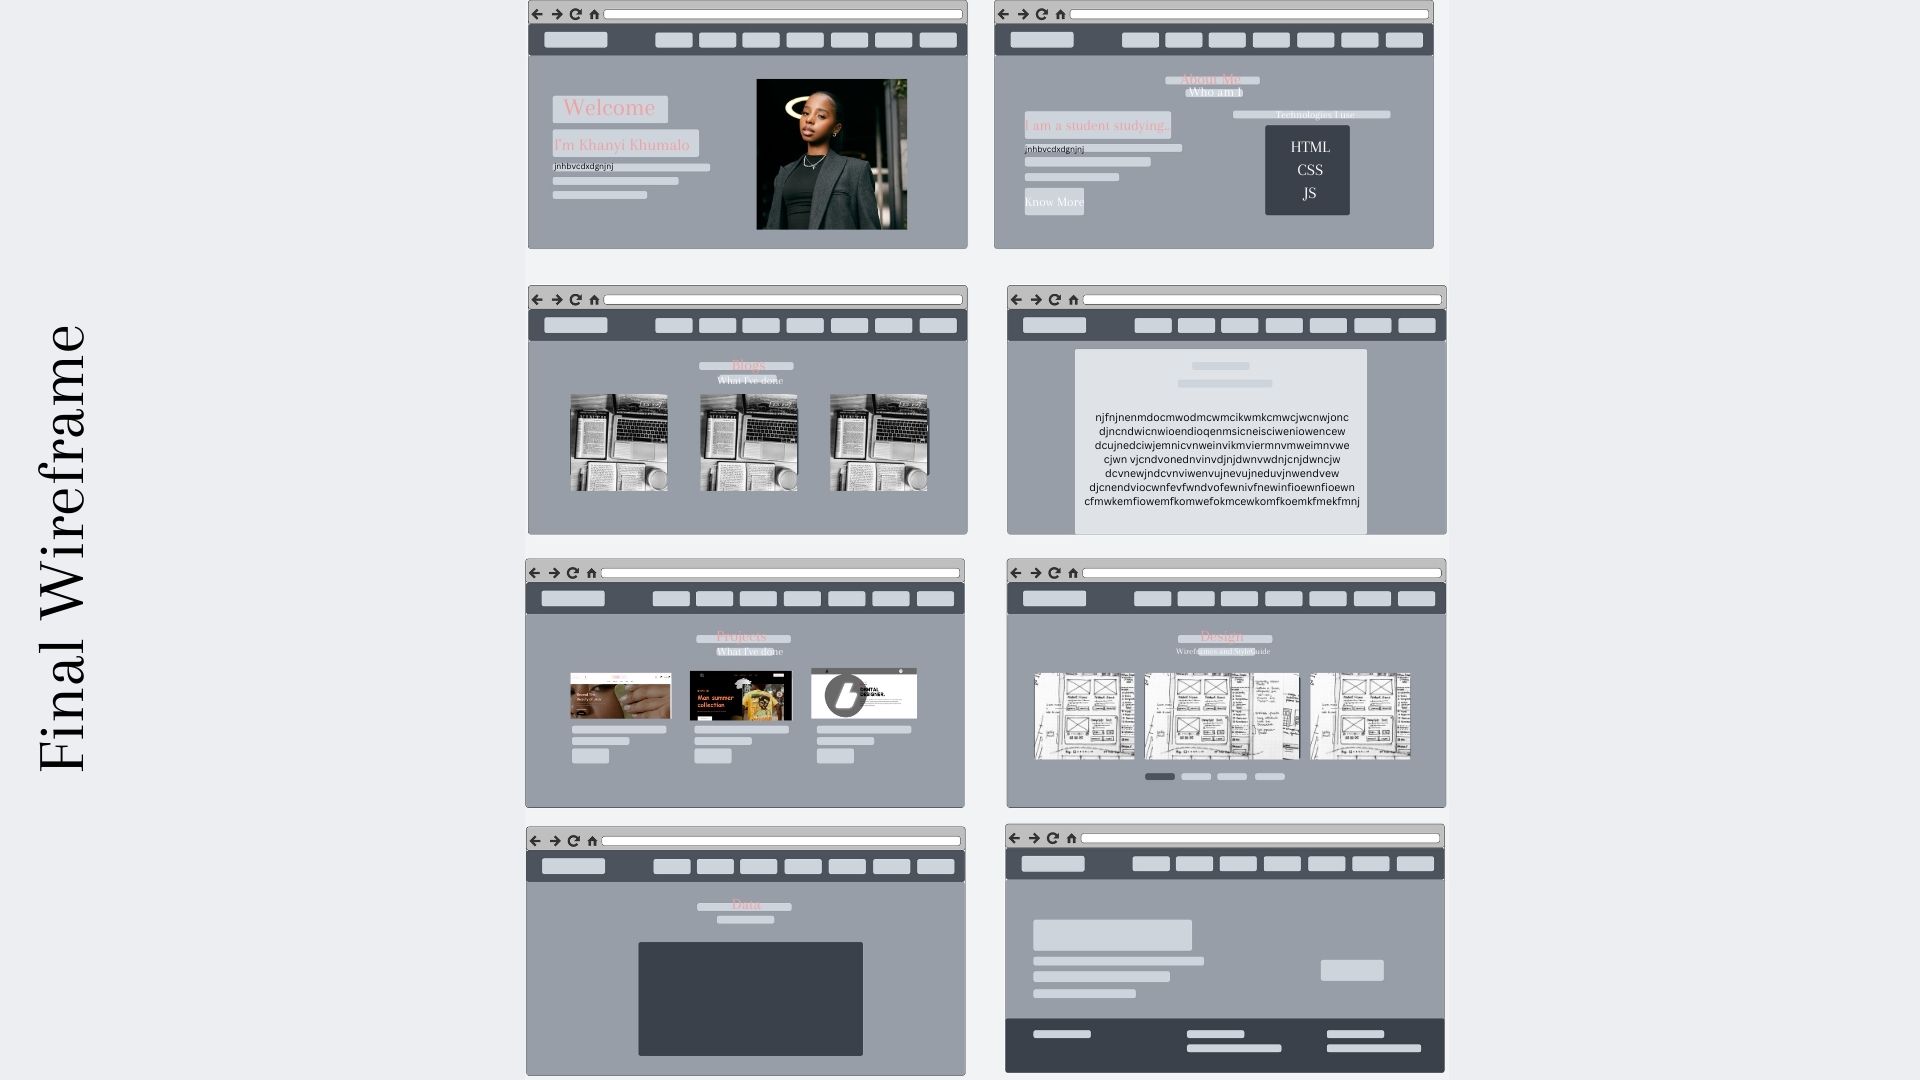 Final Wireframe
Welcome
I'm Khanyi Khumalo
jnhbvcdxdgnjnj
About Me
Who am I
I am a student studying...
jnhbvcdxdgnjnj
Know More
Technologies I use
HTML
CSS
JS
Blogs
What I've done
njfnjnenmdocmwodmcwmcikwmkcmwcjwcnwjonc
djncndwicnwioendioqenmsicneisciweniowencew
dcujnedciwjemnicvnweinvikmviermnvmweimnvwe
cjwn vjcndvonednvinvdjnjdwnvwdnjcnjdwncjw
dcvnewjndcvnviwenvujnevujneduvjnwendvew
djcnendviocwnfevfwndvofewnivfnewinfioewnfioewn
cfmwkemfiowemfkomwefokmcewkomfkoemkfmekfmnj
Projects
What I've done
Man summer
collection
DESIGNER.
Design
Wireframes and StyleGuide
Data